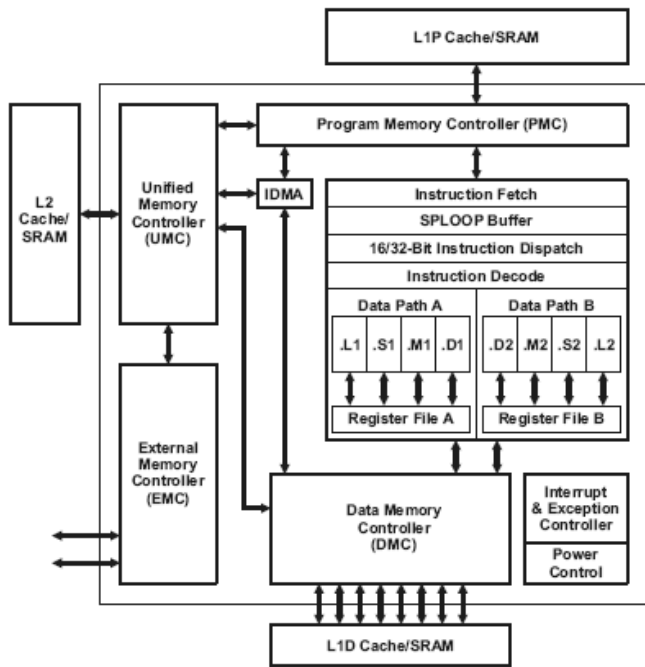 L1P Cache/SRAM
Program Memory Controller (PMC)
L2
Cache/
SRAM
Unified
Memory
Controller
(UMC)
IDMA
Instruction Fetch
SPLOOP Buffer
16/32-Bit Instruction Dispatch
Instruction Decode
Data Path A
Data Path B
.L1 .S1 .M1 .D1
.D2 .M2 .S2 .L2
Register File A
Register File B
External
Memory
Controller
(EMC)
Data Memory
Controller
(DMC)
Interrupt
& Exception
Controller
Power
Control
L1D Cache/SRAM